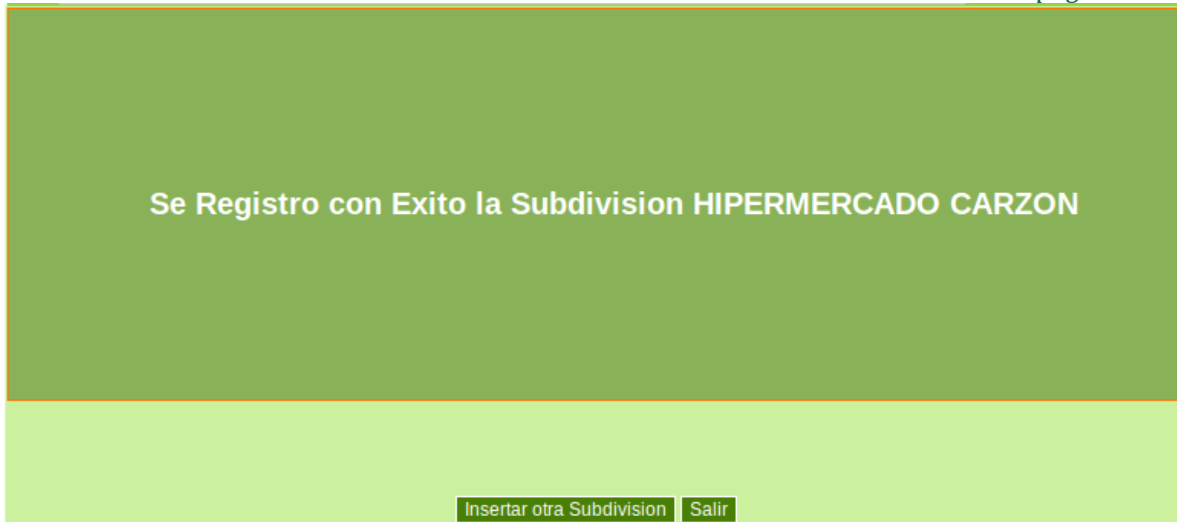 Se Registro con Exito la Subdivision HIPERMERCADO CARZON
Insertar otra Subdivision
Salir